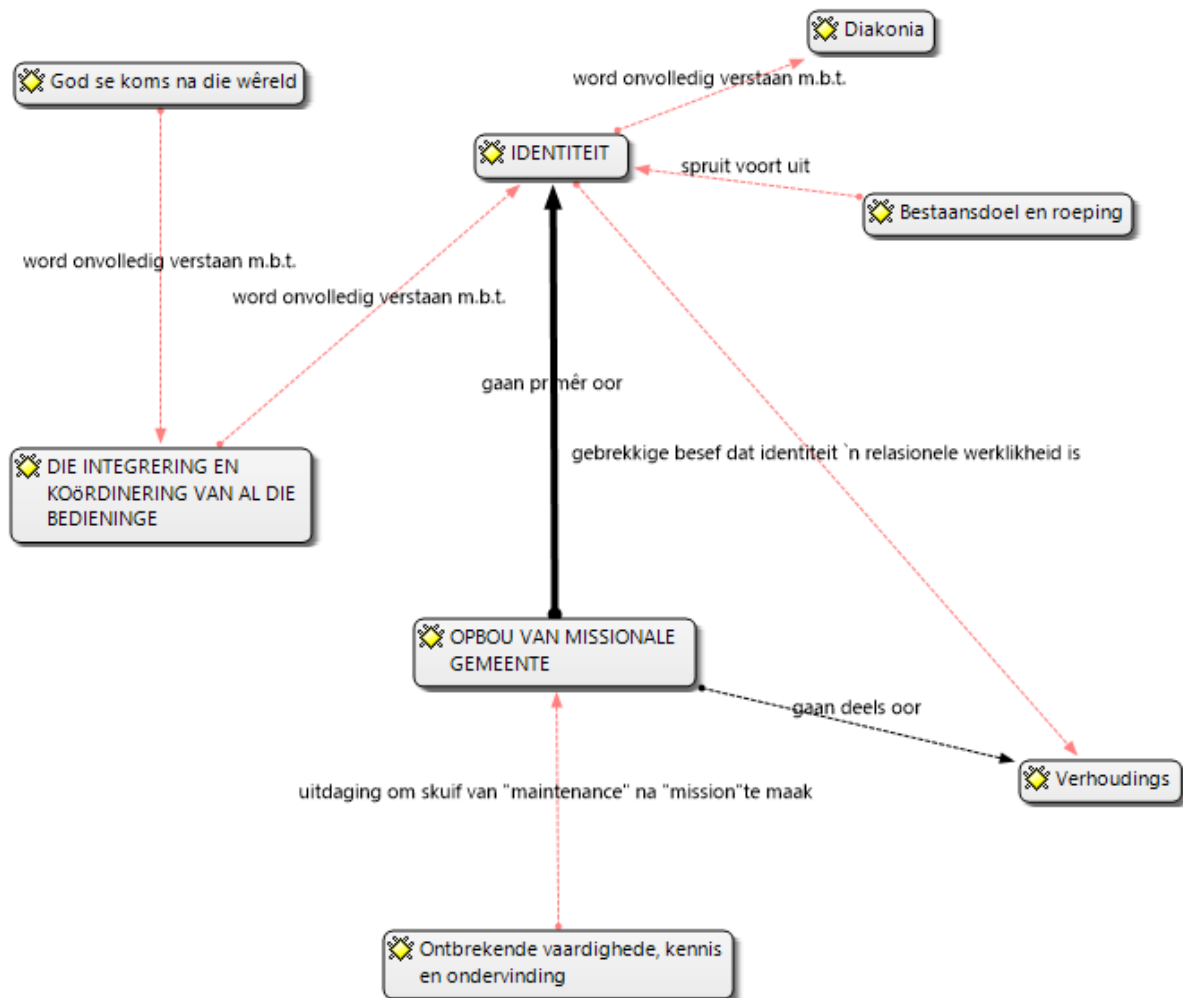 Diakonia
God se koms na die wêreld
word onvolledig verstaan m.b.t.
IDENTITEIT
spruit voort uit
Bestaansdoel en roeping
word onvolledig verstaan m.b.t.
word onvolledig verstaan m.b.t.
gaan primêr oor
gebrekkige besef dat identiteit `n relasionele werklikheid is
DIE INTEGRERING EN
KOöRDINERING VAN AL DIE
BEDIENINGE
OPBOU VAN MISSIONALE
GEMEENTE
gaan deels oor
Verhoudings
uitdaging om skuif van "maintenance" na "mission"te maak
Ontbrekende vaardighede, kennis
en ondervinding